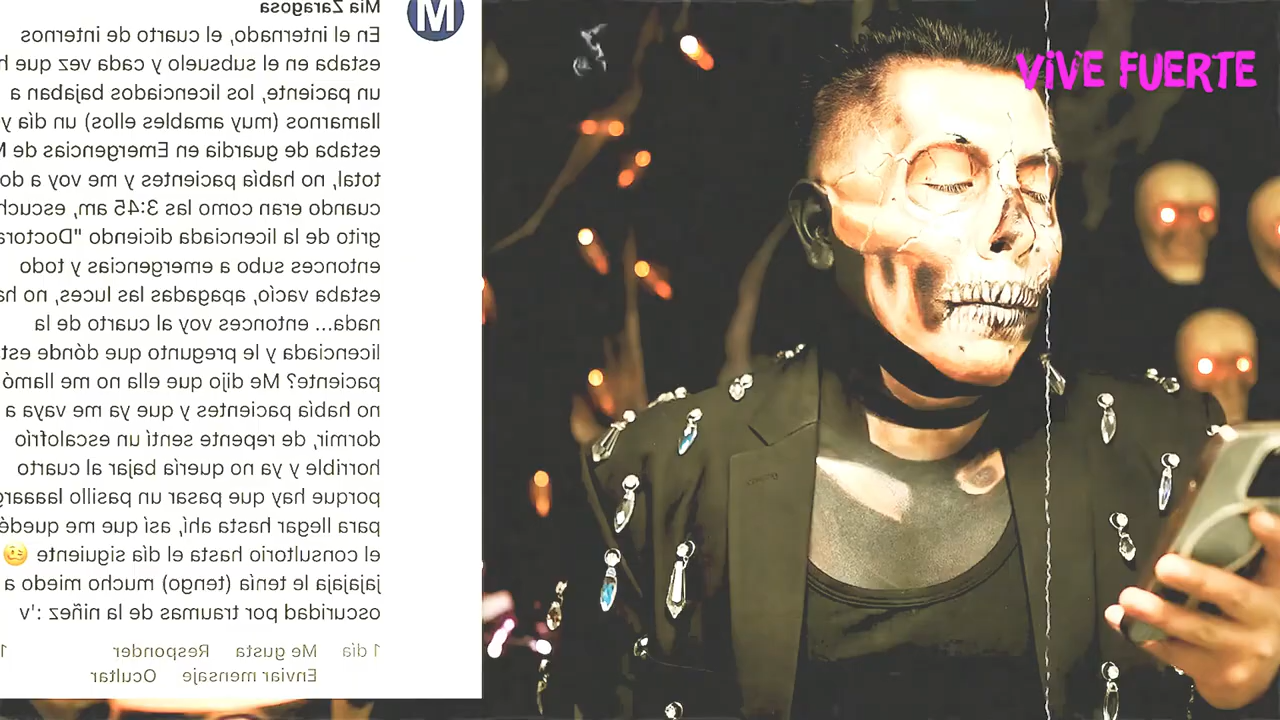 M
Mia Zaragosa
En el internado, el cuarto de internos
estaba en el subsuelo y cada vez que h
un paciente, los licenciados bajaban a
llamarnos (muy amables ellos) un día y
estaba de guardia en Emergencias de M
total, no había pacientes y me voy a do
cuando eran como las 3:45 am, escuch
grito de la licenciada diciendo "Doctora
entonces subo a emergencias y todo
estaba vacío, apagadas las luces, no ha
nada... entonces voy al cuarto de la
licenciada y le pregunto que dónde est
paciente? Me dijo que ella no me llamó
no había pacientes y que ya me vaya a
dormir, de repente sentí un escalofrío
horrible y ya no quería bajar al cuarto
porque hay que pasar un pasillo laaaarg
para llegar hasta ahí, así que me quedé
el consultorio hasta el día siguiente 🥴
jajajaja le tenía (tengo) mucho miedo a
oscuridad por traumas de la niñez :'v
1 día Me gusta Responder 1
Enviar mensaje Ocultar
VIVE FUERTE